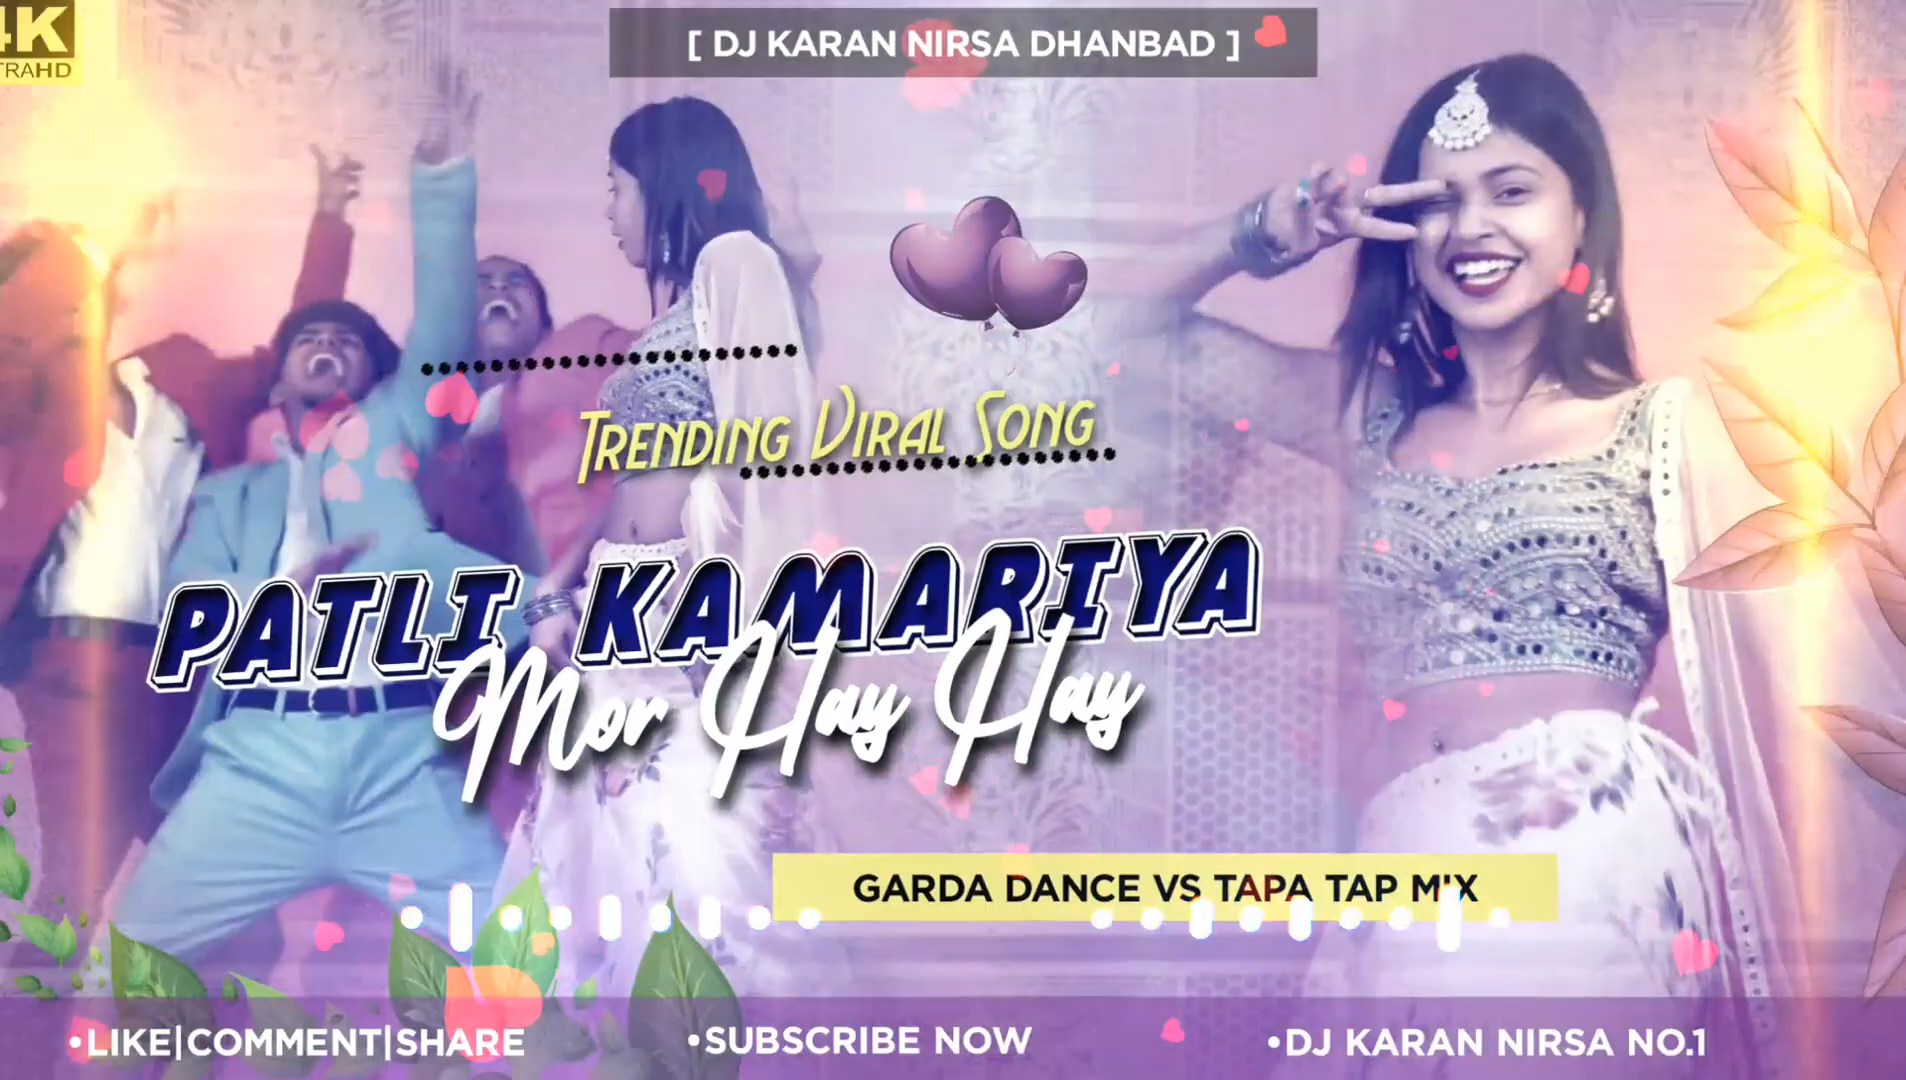 4K
TRAHD
[ DJ KARAN NIRSA DHANBAD ]
TRENDING VIRAL SONG
PATLI KAMARIYA
Mor Hay Hay
GARDA DANCE VS TAPA TAP MIX
•LIKE|COMMENT|SHARE
•SUBSCRIBE NOW
•DJ KARAN NIRSA NO.1